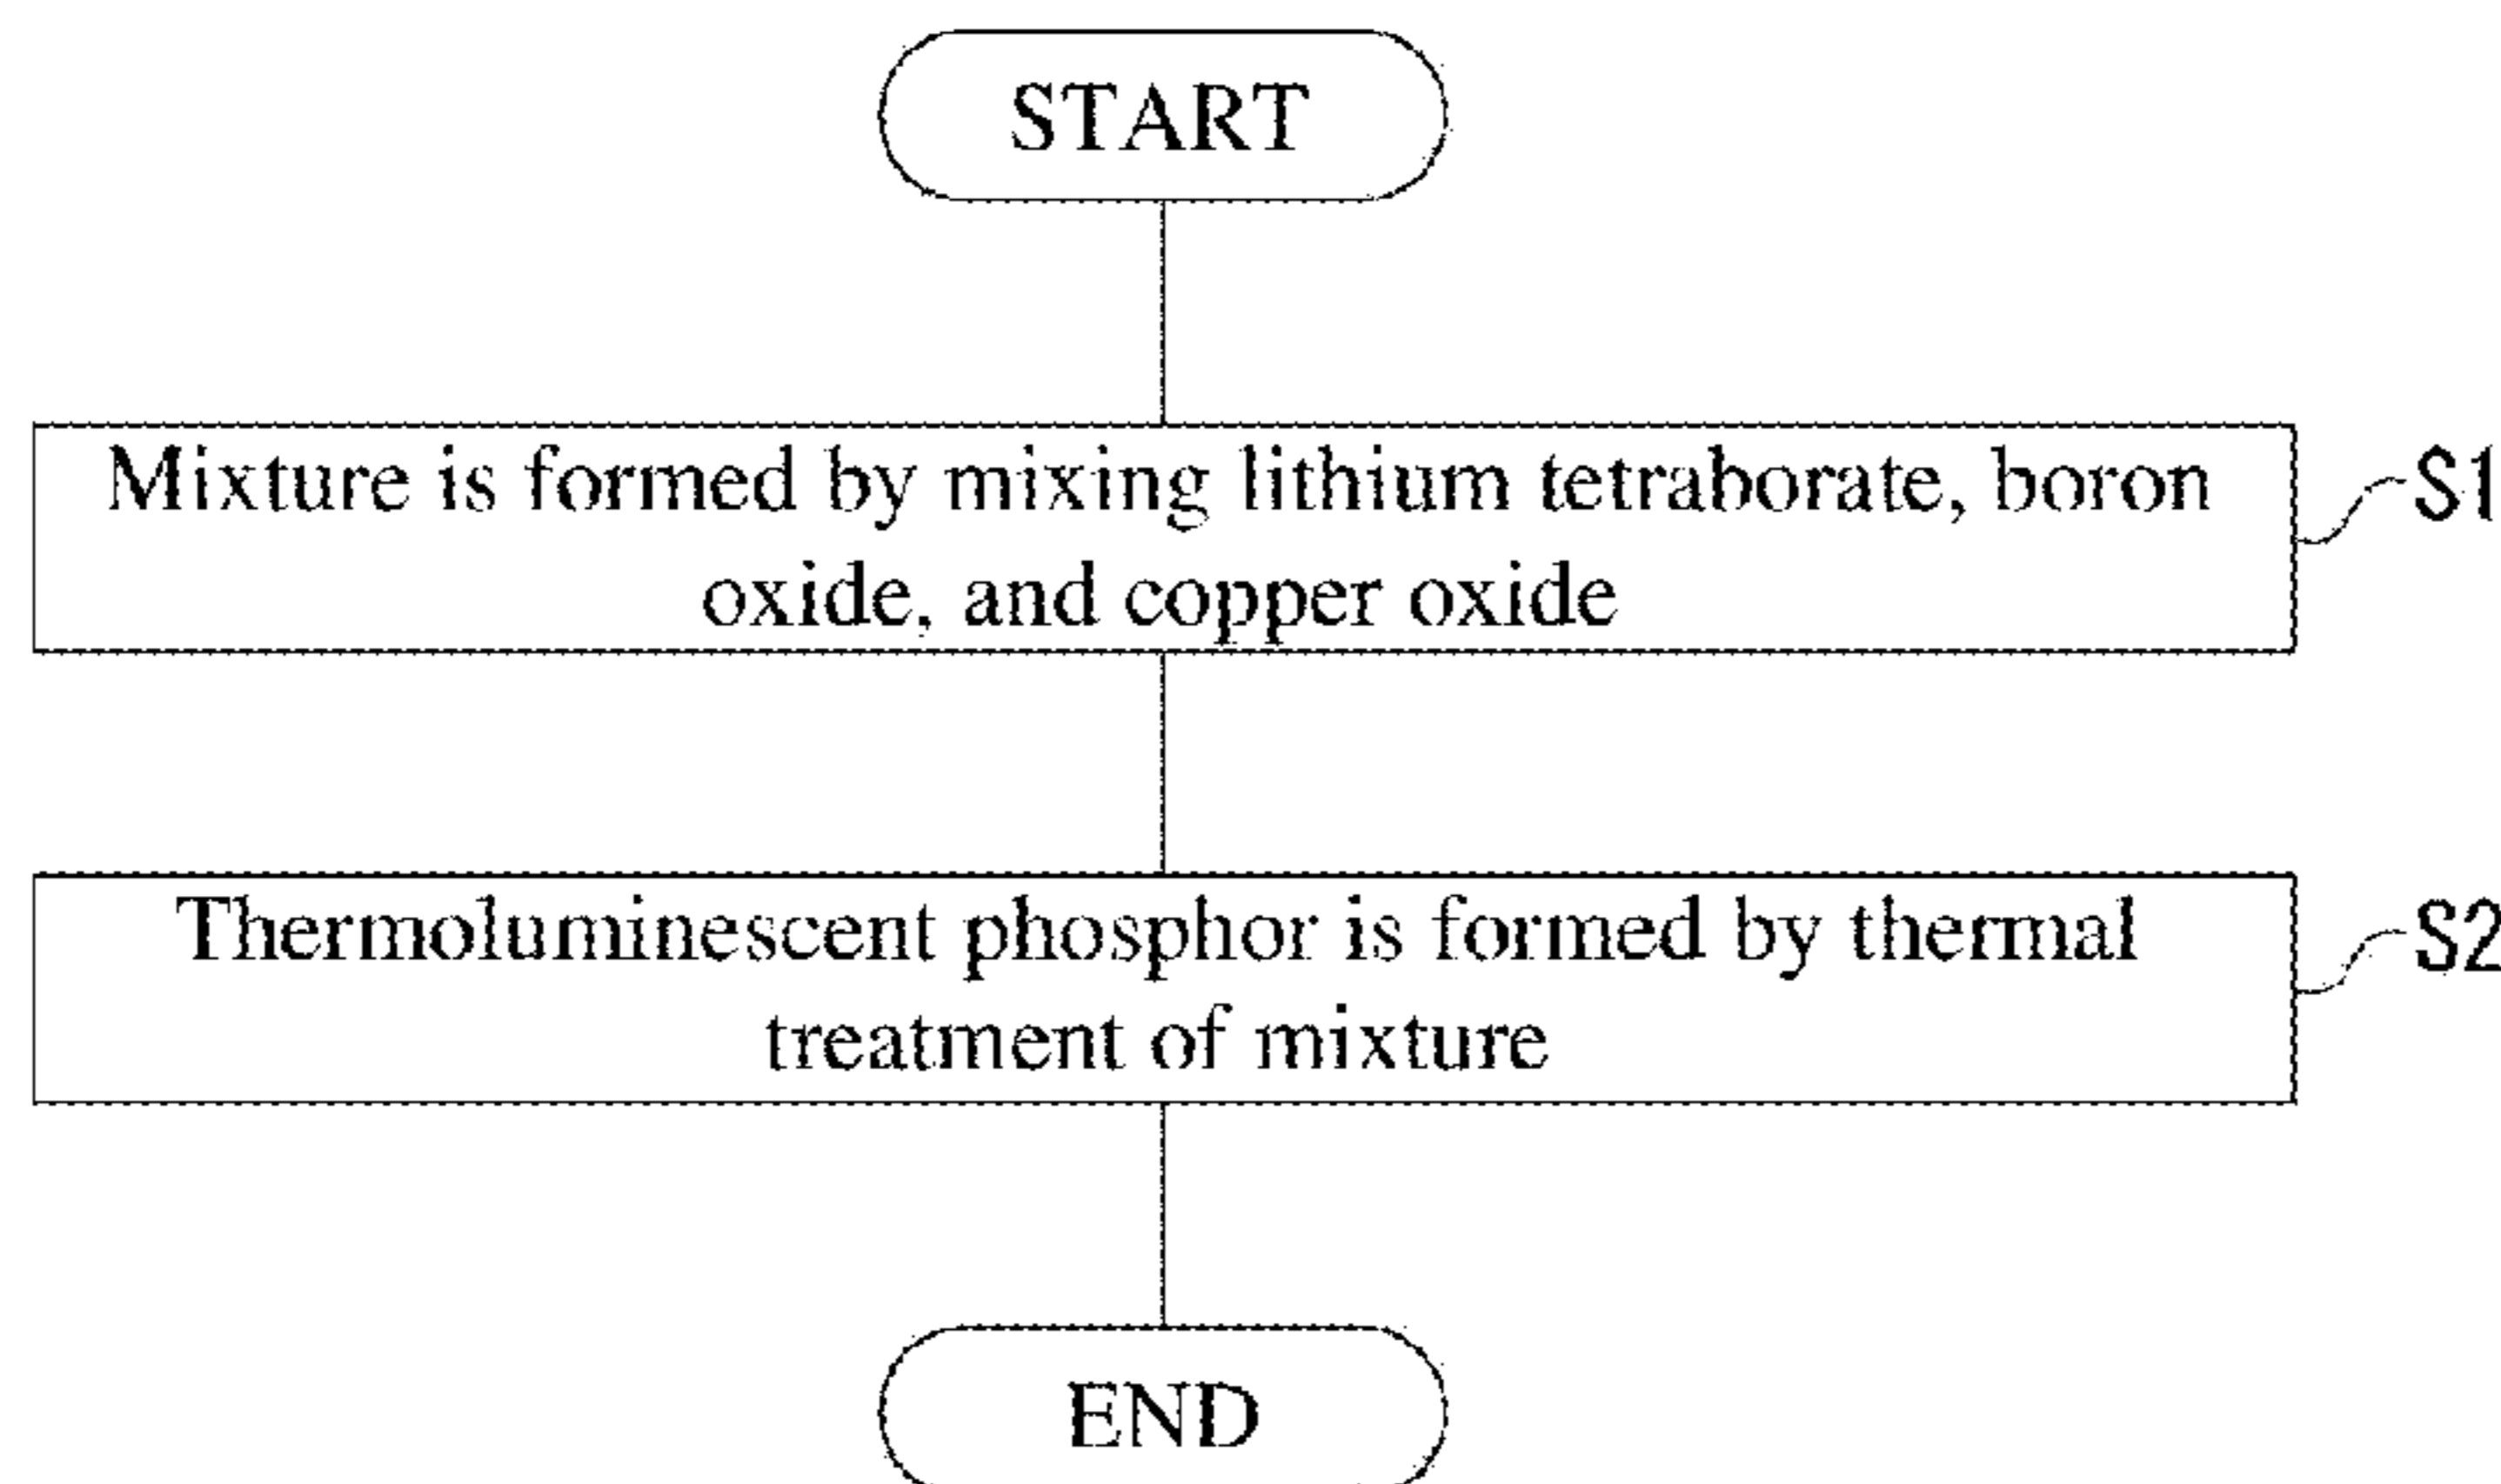 START
Mixture is formed by mixing lithium tetraborate, boron
oxide, and copper oxide
S1
Thermoluminescent phosphor is formed by thermal
treatment of mixture
S2
END